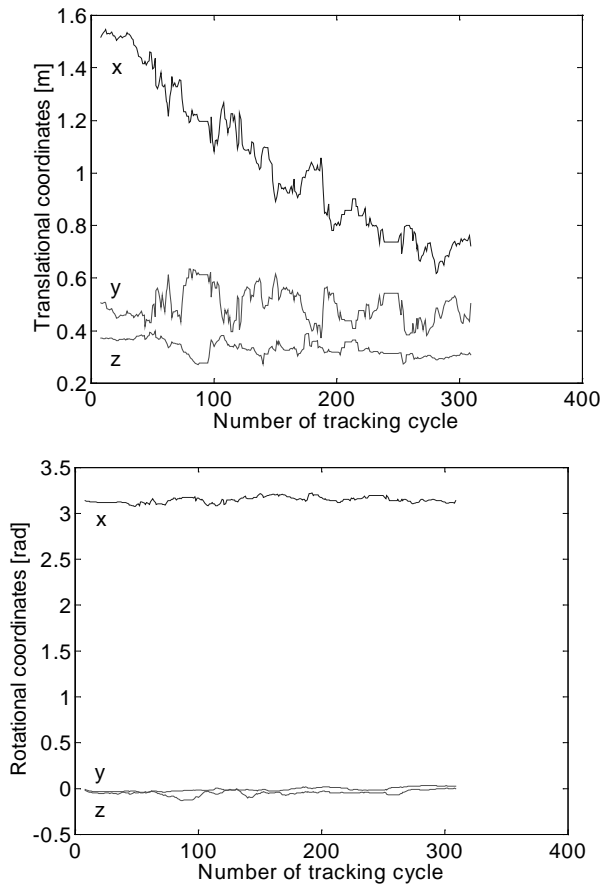 1.6
1.4
1.2
1
0.8
0.6
0.4
0.2
Translational coordinates [m]
x
y
z
0 100 200 300 400
Number of tracking cycle
3.5
3
2.5
2
1.5
1
0.5
0
-0.5
Rotational coordinates [rad]
x
y
z
0 100 200 300 400
Number of tracking cycle